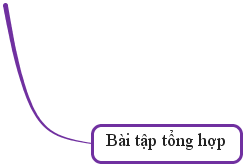 Bài tập tổng hợp